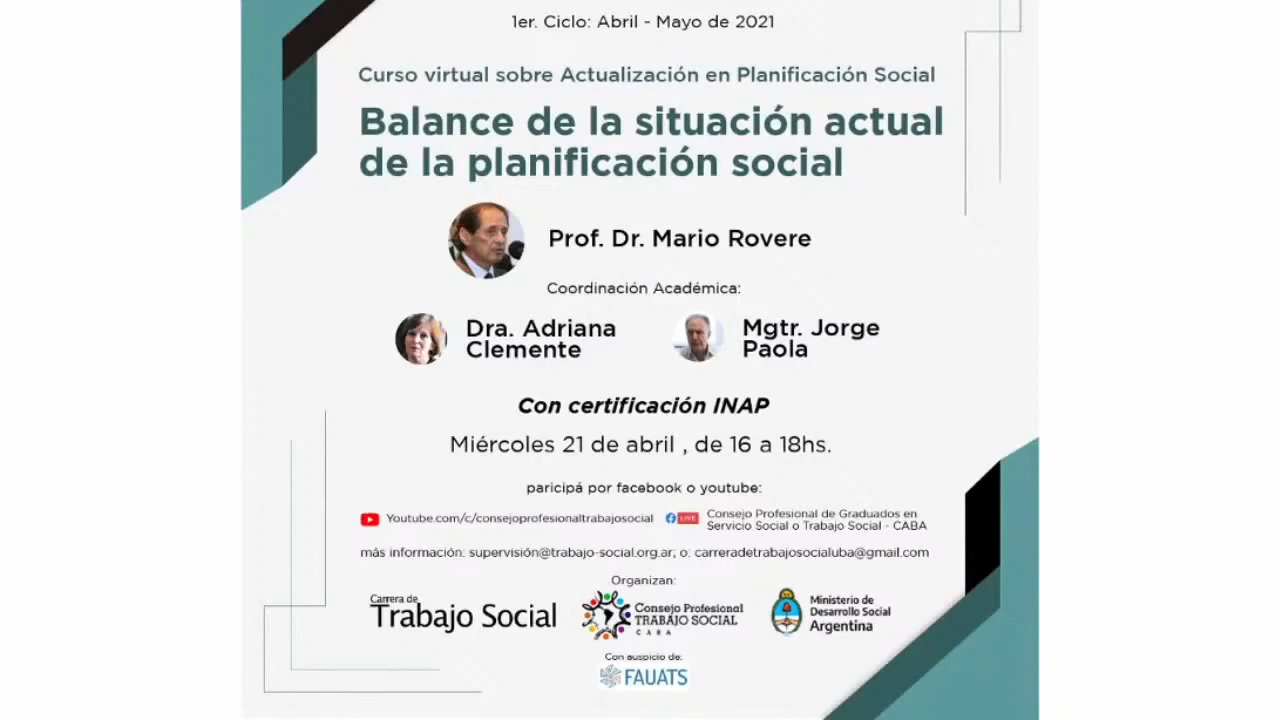 1er. Ciclo: Abril - Mayo de 2021
Curso virtual sobre Actualización en Planificación Social
Balance de la situación actual
de la planificación social
Prof. Dr. Mario Rovere
Coordinación Académica:
Dra. Adriana
Clemente
Mgtr. Jorge
Paola
Con certificación INAP
Miércoles 21 de abril , de 16 a 18hs.
paricipá por facebook o youtube:
Youtube.com/c/consejoprofesionaltrabajosocial
LIVE
Consejo Profesional de Graduados en
Servicio Social o Trabajo Social - CABA
más información: supervisión@trabajo-social.org.ar; o: carreradetrabajosocialuba@gmail.com
Organizan:
Carrera de
Trabajo Social
Consejo Profesional
TRABAJO SOCIAL
CABA
Ministerio de
Desarrollo Social
Argentina
Con auspicio de:
FAUATS